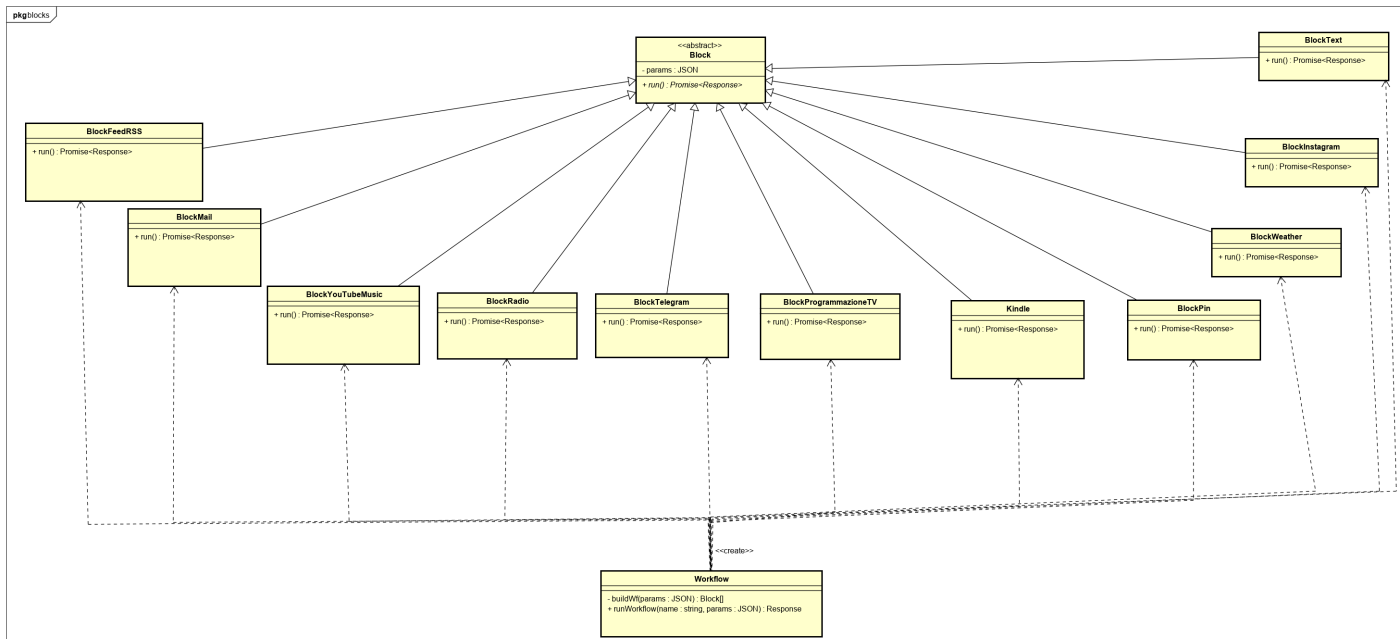 pkg blocks
<<abstract>>
Block
- params : JSON
+ run() : Promise<Response>
BlockText
+ run() : Promise<Response>
BlockFeedRSS
+ run() : Promise<Response>
BlockInstagram
+ run() : Promise<Response>
BlockMail
+ run() : Promise<Response>
BlockWeather
+ run() : Promise<Response>
BlockYouTubeMusic
+ run() : Promise<Response>
BlockRadio
+ run() : Promise<Response>
BlockTelegram
+ run() : Promise<Response>
BlockProgrammazioneTV
+ run() : Promise<Response>
Kindle
+ run() : Promise<Response>
BlockPin
+ run() : Promise<Response>
<<create>>
Workflow
- buildWf(params : JSON) : Block[]
+ runWorkflow(name : string, params : JSON) : Response